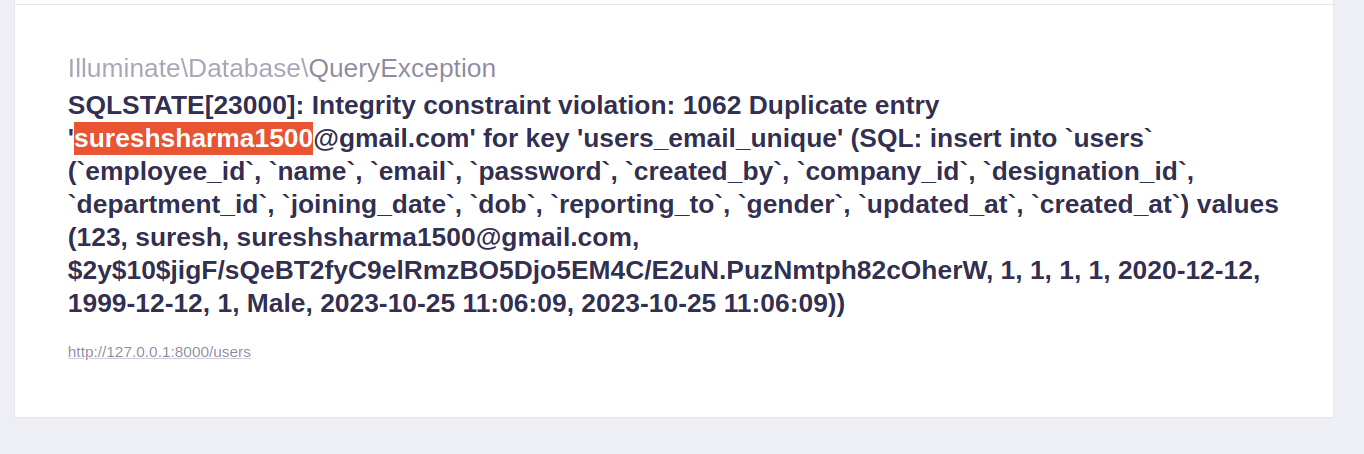 Illuminate\Database\QueryException
SQLSTATE[23000]: Integrity constraint violation: 1062 Duplicate entry
'sureshsharma1500@gmail.com' for key 'users_email_unique' (SQL: insert into `users`
(`employee_id`, `name`, `email`, `password`, `created_by`, `company_id`, `designation_id`,
`department_id`, `joining_date`, `dob`, `reporting_to`, `gender`, `updated_at`, `created_at`) values
(123, suresh, sureshsharma1500@gmail.com,
$2y$10$jigF/sQeBT2fyC9elRmzBO5Djo5EM4C/E2uN.PuzNmtph82cOherW, 1, 1, 1, 1, 2020-12-12,
1999-12-12, 1, Male, 2023-10-25 11:06:09, 2023-10-25 11:06:09))
http://127.0.0.1:8000/users